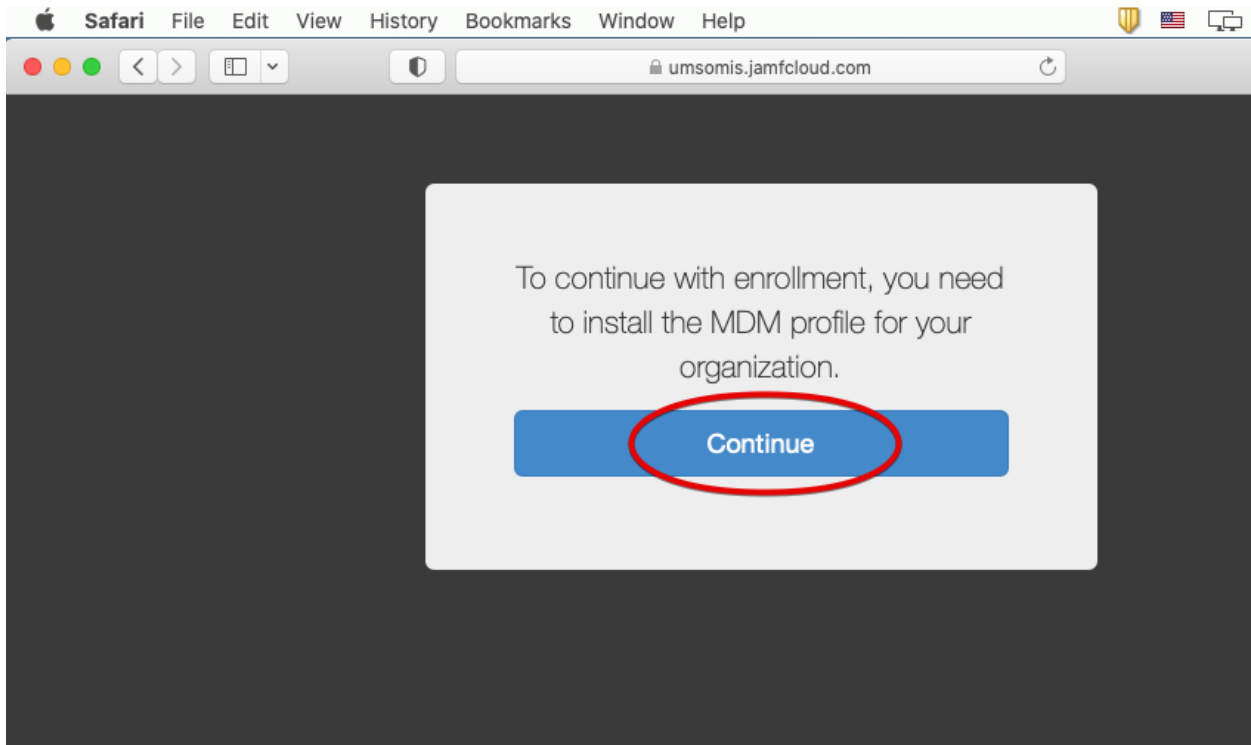 Safari File Edit View History Bookmarks Window Help
umsomis.jamfcloud.com
To continue with enrollment, you need
to install the MDM profile for your
organization.
Continue